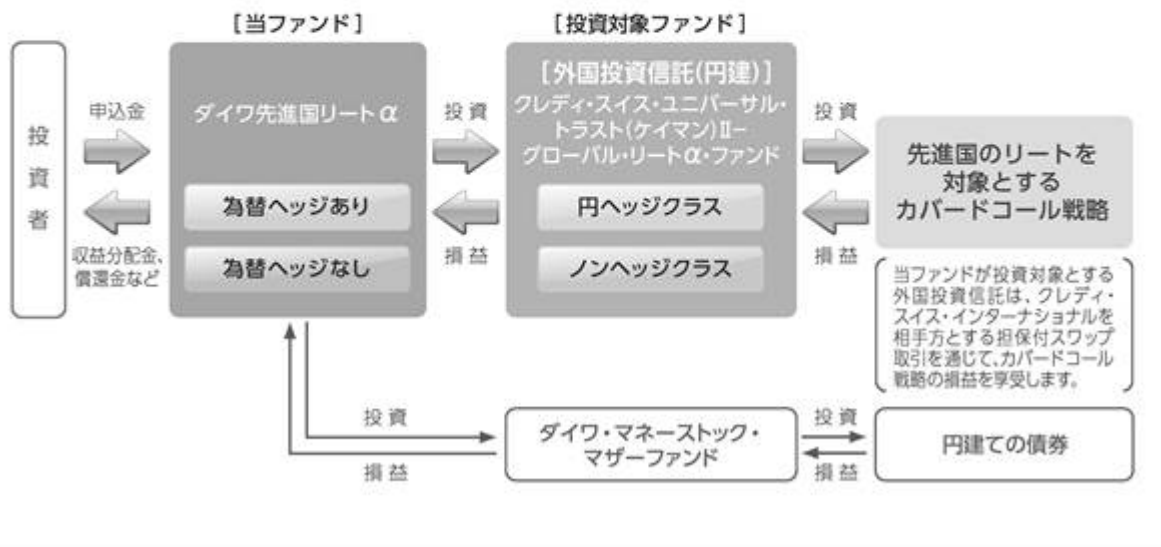 [当ファンド]
[投資対象ファンド]
投資者
申込金
収益分配金、
償還金など
ダイワ先進国リートα
為替ヘッジあり
為替ヘッジなし
投資
損益
[外国投資信託(円建)]
クレディ・スイス・ユニバーサル・
トラスト(ケイマン)Ⅱ－
グローバル・リートα・ファンド
円ヘッジクラス
ノンヘッジクラス
投資
損益
先進国のリートを
対象とする
カバードコール戦略
当ファンドが投資対象とする
外国投資信託は、クレディ・
スイス・インターナショナルを
相手方とする担保付スワップ
取引を通じて、カバードコール
戦略の損益を享受します。
投資
損益
ダイワ・マネーストック・
マザーファンド
投資
損益
円建ての債券